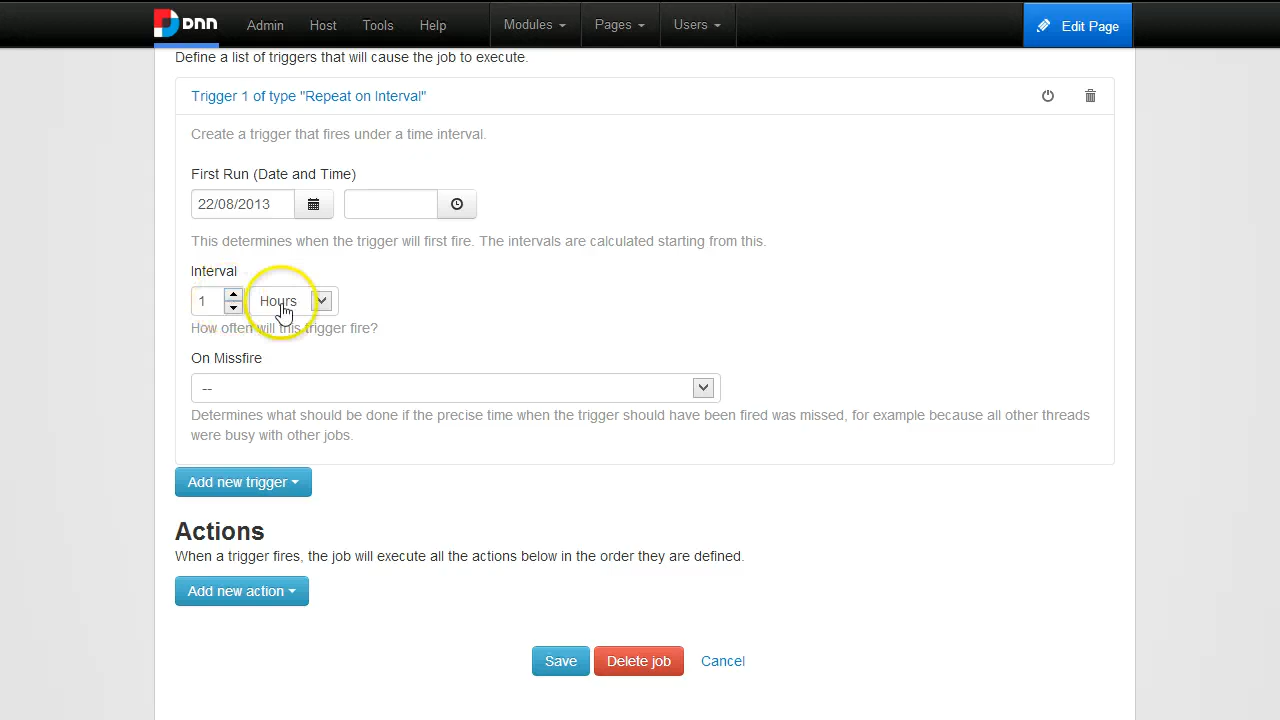 DNN Admin Host Tools Help Modules Pages Users Edit Page
Define a list of triggers that will cause the job to execute.
Trigger 1 of type "Repeat on Interval"
Create a trigger that fires under a time interval.
First Run (Date and Time)
22/08/2013
This determines when the trigger will first fire. The intervals are calculated starting from this.
Interval
1 Hours
How often will this trigger fire?
On Missfire
--
Determines what should be done if the precise time when the trigger should have been fired was missed, for example because all other threads
were busy with other jobs.
Add new trigger
Actions
When a trigger fires, the job will execute all the actions below in the order they are defined.
Add new action
Save Delete job Cancel